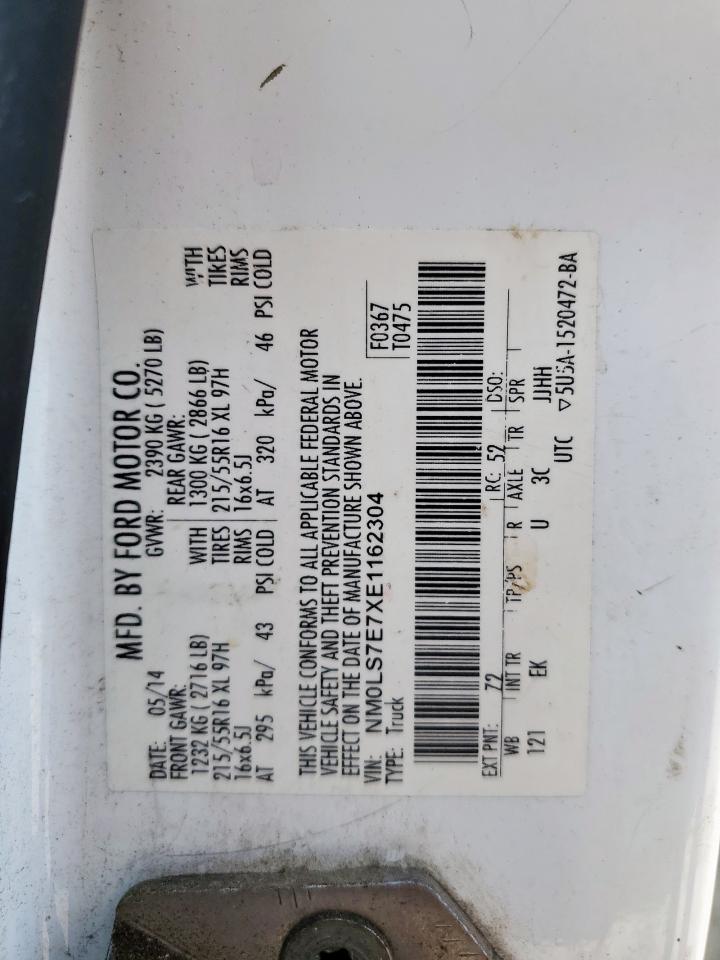 MFD. BY FORD MOTOR CO.
DATE: 05/14 GVWR: 2390 KG ( 5270 LB)
FRONT GAWR: REAR GAWR:
1232 KG ( 2716 LB) WITH 1300 KG ( 2866 LB) WITH
215/55R16 XL 97H TIRES 215/55R16 XL 97H TIRES
16x6.5J RIMS 16x6.5J RIMS
AT 295 kPa/ 43 PSI COLD AT 320 kPa/ 46 PSI COLD
THIS VEHICLE CONFORMS TO ALL APPLICABLE FEDERAL MOTOR
VEHICLE SAFETY AND THEFT PREVENTION STANDARDS IN
EFFECT ON THE DATE OF MANUFACTURE SHOWN ABOVE.
VIN: NM0LS7E7XE1162304 F0367
TYPE: Truck T0475
EXT PNT: 72 RC: 52 DSO:
WB INT TR TP/PS R AXLE TR SPR
121 EK U 3C JJHH
UTC ▽5U5A-1520472-BA